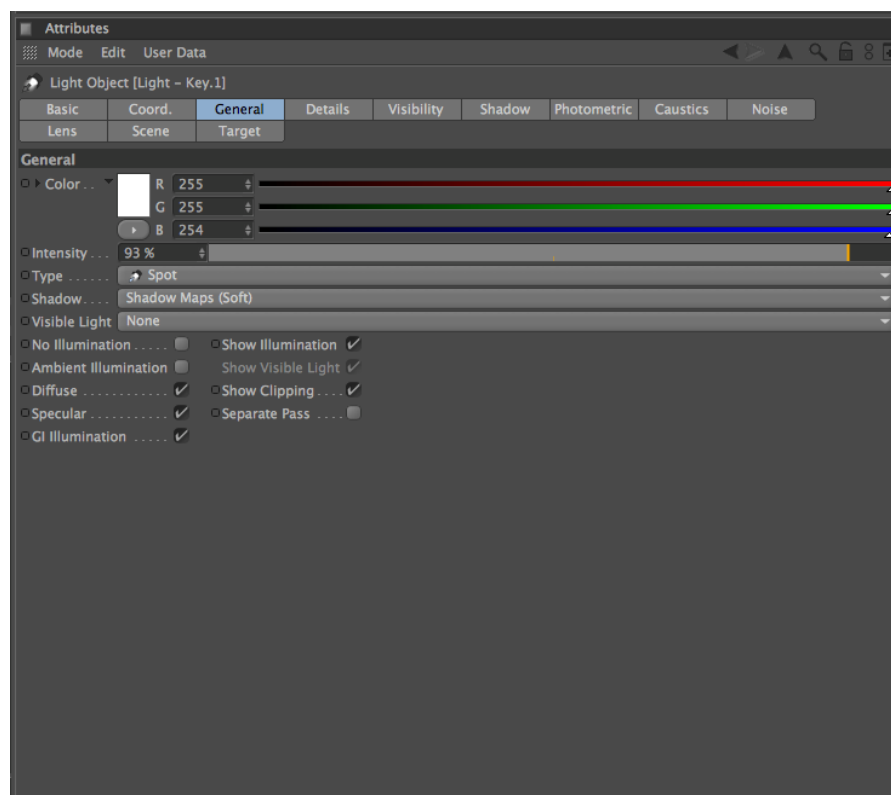 Attributes
Mode Edit User Data
Light Object [Light - Key.1]
Basic Coord. General Details Visibility Shadow Photometric Caustics Noise
Lens Scene Target
General
Color . . R 255
G 255
B 254
Intensity . . . 93 %
Type . . . . . . Spot
Shadow . . . . Shadow Maps (Soft)
Visible Light None
No Illumination . . . . . Show Illumination
Ambient Illumination Show Visible Light
Diffuse . . . . . . . . . . . . Show Clipping . . . .
Specular . . . . . . . . . . . Separate Pass . . . .
GI Illumination . . . . .